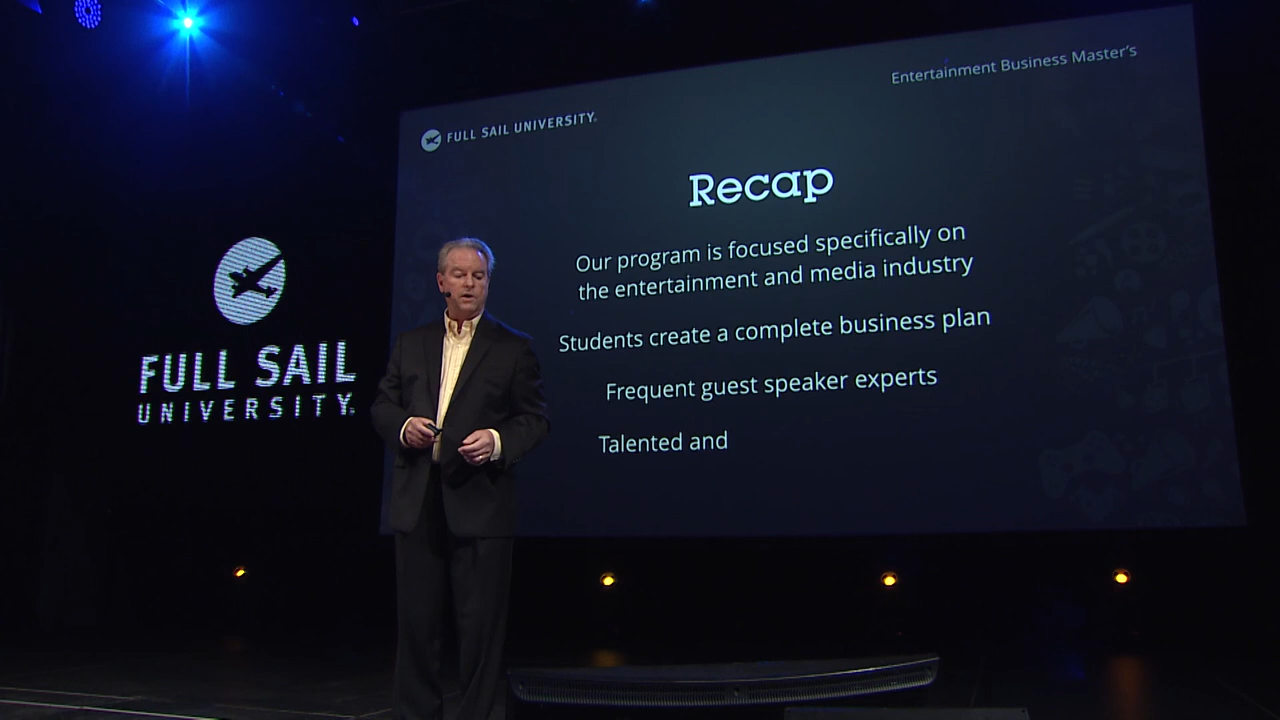 Entertainment Business Master's
FULL SAIL UNIVERSITY.
Recap
Our program is focused specifically on
the entertainment and media industry
Students create a complete business plan
Frequent guest speaker experts
Talented and
FULL SAIL
UNIVERSITY.